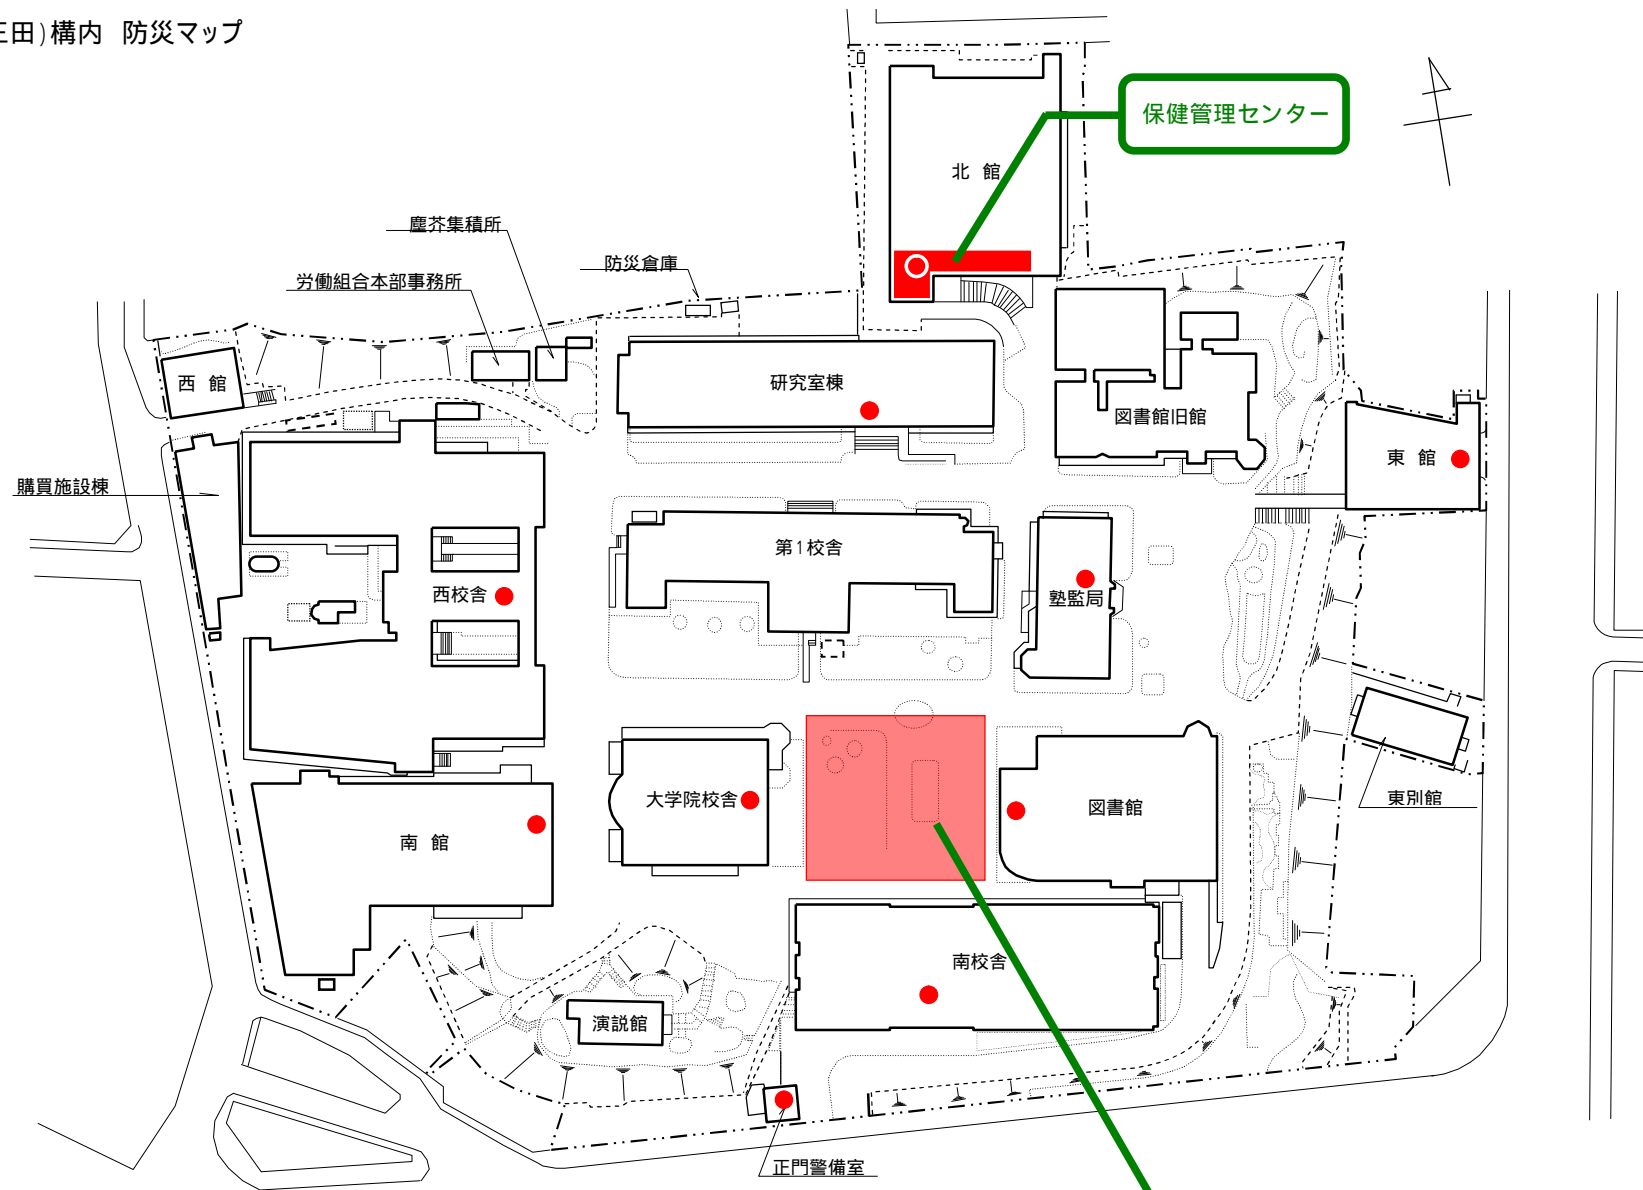 三田)構内 防災マップ
保健管理センター
北 館
塵芥集積所
防災倉庫
労働組合本部事務所
西 館
研究室棟
図書館旧館
東 館
購買施設棟
第1校舎
西校舎
塾監局
大学院校舎
図書館
東別館
南 館
南校舎
演説館
正門警備室